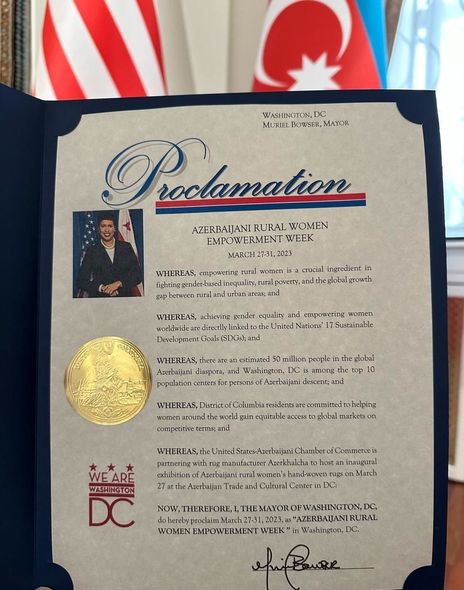 WASHINGTON, DC
MURIEL BOWSER, MAYOR
Proclamation
AZERBAIJANI RURAL WOMEN
EMPOWERMENT WEEK
MARCH 27-31, 2023
WHEREAS, empowering rural women is a crucial ingredient in
fighting gender-based inequality, rural poverty, and the global growth
gap between rural and urban areas; and
WHEREAS, achieving gender equality and empowering women
worldwide are directly linked to the United Nations' 17 Sustainable
Development Goals (SDGs); and
WHEREAS, there are an estimated 50 million people in the global
Azerbaijani diaspora, and Washington, DC is among the top 10
population centers for persons of Azerbaijani descent; and
WHEREAS, District of Columbia residents are committed to helping
women around the world gain equitable access to global markets on
competitive terms; and
WHEREAS, the United States-Azerbaijani Chamber of Commerce is
partnering with rug manufacturer Azerkhalcha to host an inaugural
exhibition of Azerbaijani rural women's hand-woven rugs on March
27 at the Azerbaijan Trade and Cultural Center in DC:
WE ARE
WASHINGTON
DC
NOW, THEREFORE, I, THE MAYOR OF WASHINGTON, DC,
do hereby proclaim March 27-31, 2023, as "AZERBAIJANI RURAL
WOMEN EMPOWERMENT WEEK" in Washington, DC.